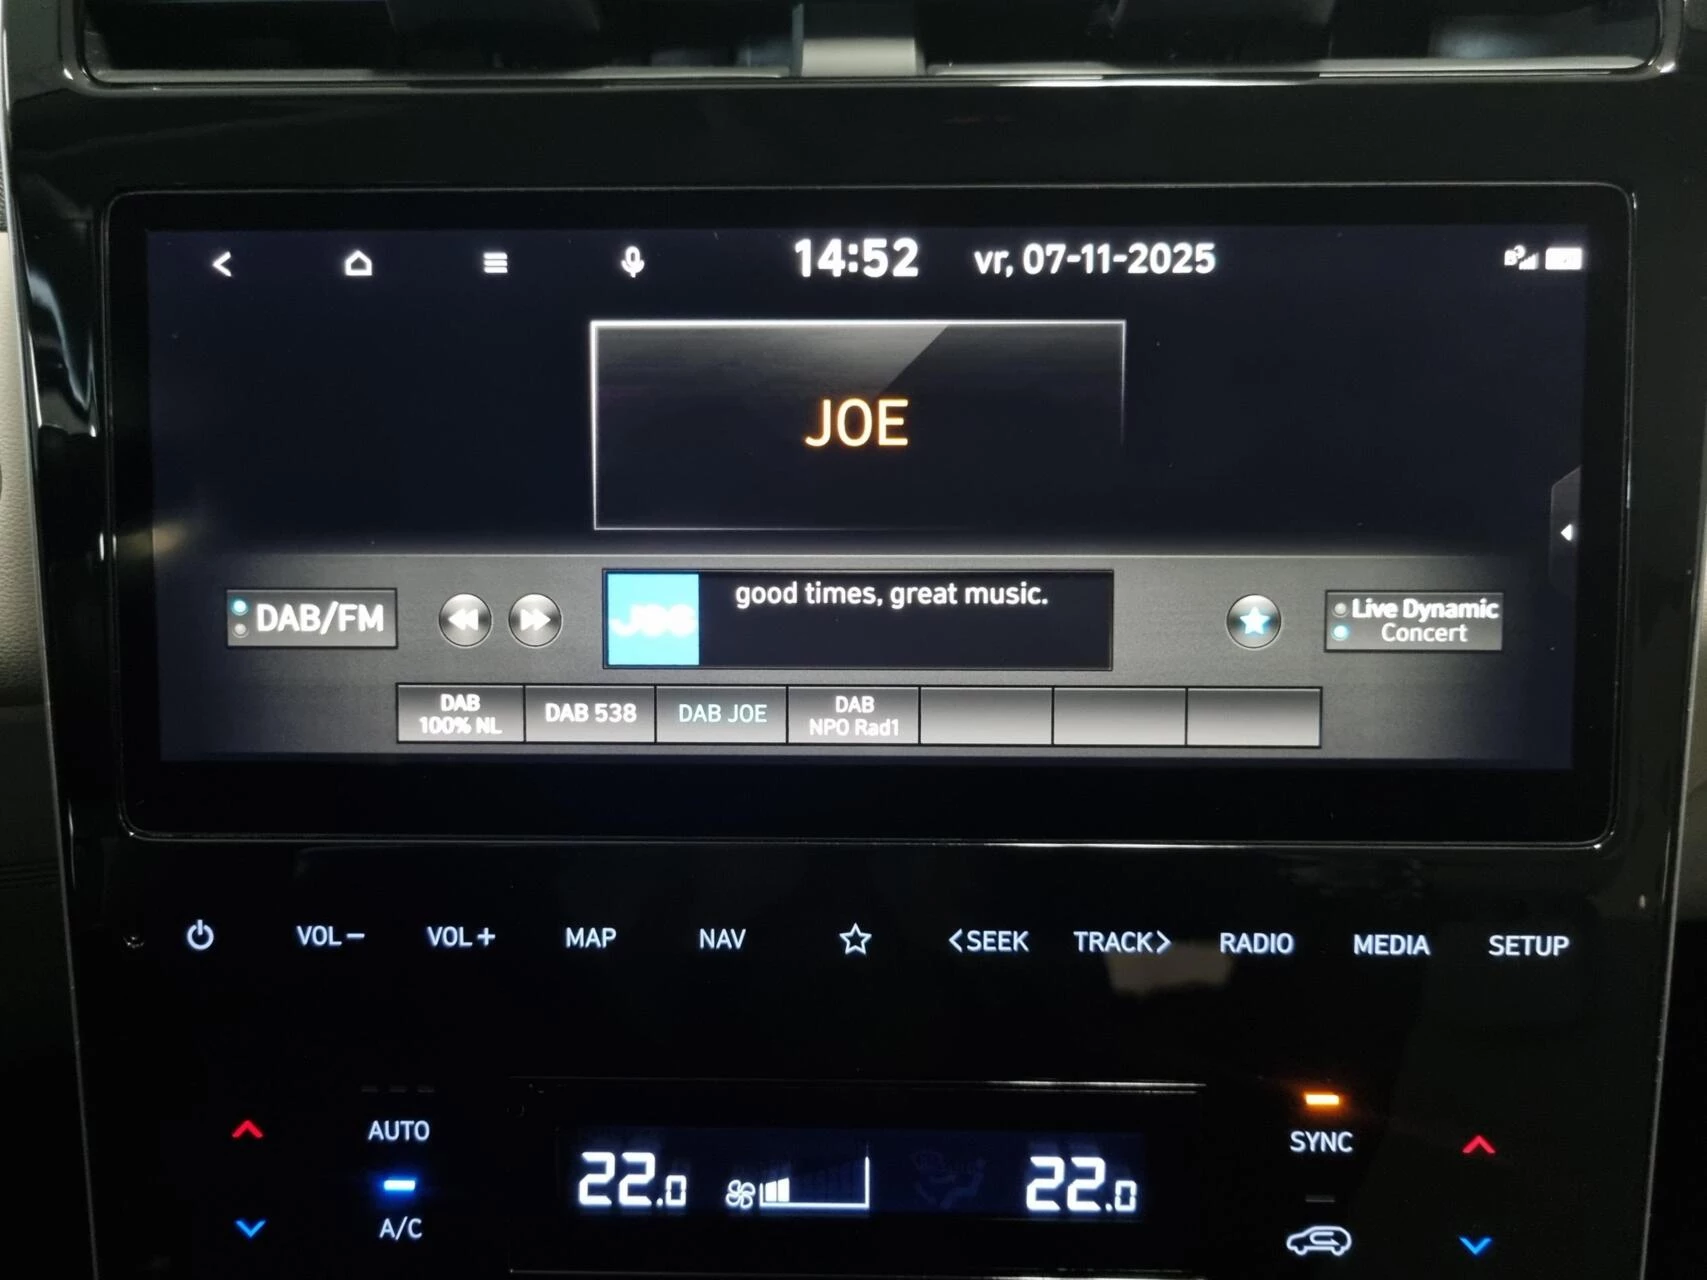 14:52 vr, 07-11-2025
JOE
DAB/FM
JOE
good times, great music.
Live Dynamic
Concert
DAB
100% NL
DAB 538
DAB JOE
DAB
NPO Rad1
VOL−
VOL+
MAP
NAV
<SEEK
TRACK>
RADIO
MEDIA
SETUP
AUTO
A/C
22.0
22.0
SYNC